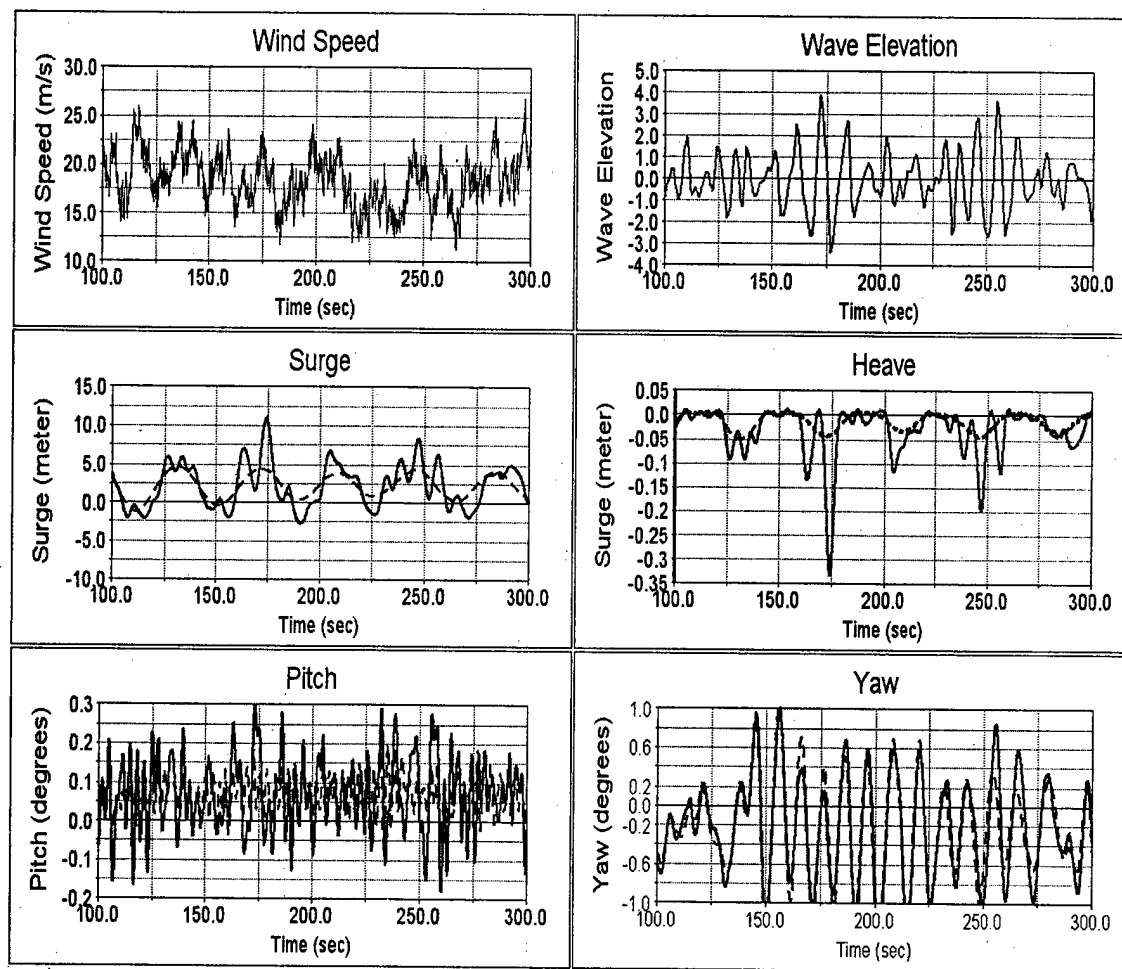 Wind Speed
Wind Speed (m/s)
30.0
25.0
20.0
15.0
10.0
100.0 150.0 200.0 250.0 300.0
Time (sec)
Wave Elevation
Wave Elevation
5.0
4.0
3.0
2.0
1.0
0.0
-1.0
-2.0
-3.0
-4.0
100.0 150.0 200.0 250.0 300.0
Time (sec)
Surge
Surge (meter)
15.0
10.0
5.0
0.0
-5.0
-10.0
100.0 150.0 200.0 250.0 300.0
Time (sec)
Heave
Surge (meter)
0.05
0.0
-0.05
-0.1
-0.15
-0.2
-0.25
-0.3
-0.35
100.0 150.0 200.0 250.0 300.0
Time (sec)
Pitch
Pitch (degrees)
0.3
0.2
0.1
0.0
-0.1
-0.2
100.0 150.0 200.0 250.0 300.0
Time (sec)
Yaw
Yaw (degrees)
1.0
0.6
0.2
0.0
-0.2
-0.6
-1.0
100.0 150.0 200.0 250.0 300.0
Time (sec)